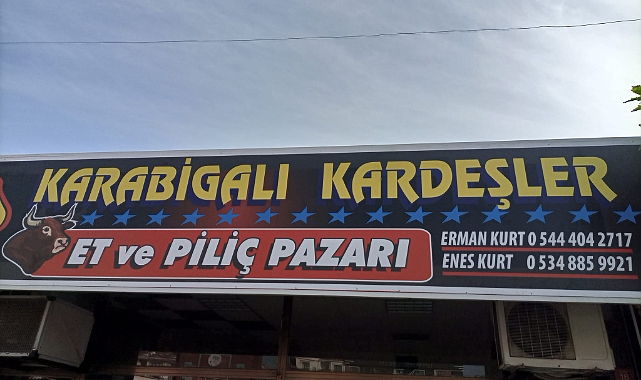 KARABİGALI KARDEŞLER
ET ve PİLİÇ PAZARI
ERMAN KURT 0 544 404 2717
ENES KURT 0 534 885 9921